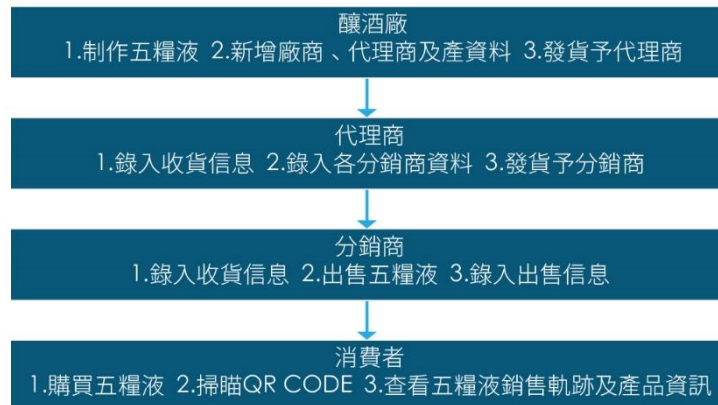 釀酒廠
1.制作五糧液 2.新增廠商、代理商及產資料 3.發貨予代理商
代理商
1.錄入收貨信息 2.錄入各分銷商資料 3.發貨予分銷商
分銷商
1.錄入收貨信息 2.出售五糧液 3.錄入出售信息
消費者
1.購買五糧液 2.掃瞄QR CODE 3.查看五糧液銷售軌跡及產品資訊